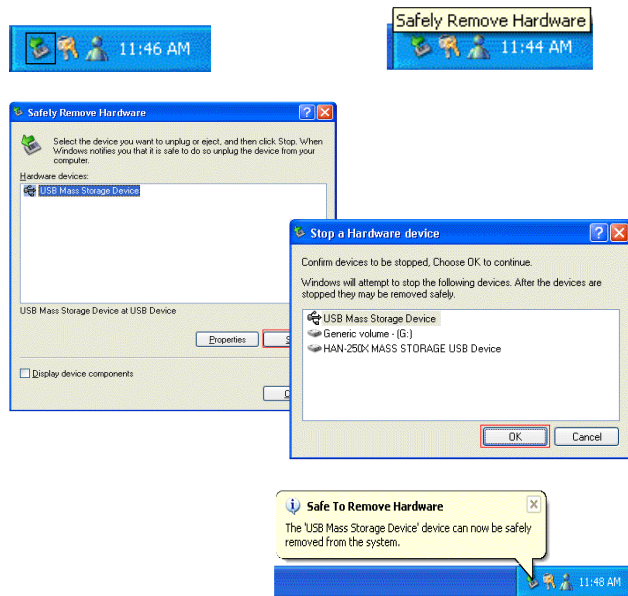 11:46 AM
Safely Remove Hardware
11:44 AM
Safely Remove Hardware
Select the device you want to unplug or eject, and then click Stop. When
Windows notifies you that it is safe to do so unplug the device from your
computer.
Hardware devices:
USB Mass Storage Device
USB Mass Storage Device at USB Device
Properties
S
Display device components
C
Stop a Hardware device
Confirm devices to be stopped, Choose OK to continue.
Windows will attempt to stop the following devices. After the devices are
stopped they may be removed safely.
USB Mass Storage Device
Generic volume - (G:)
HAN-250X MASS STORAGE USB Device
OK
Cancel
Safe To Remove Hardware
The 'USB Mass Storage Device' device can now be safely
removed from the system.
11:48 AM